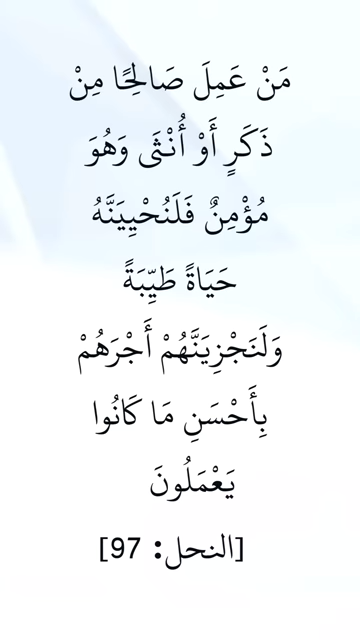 مَنْ عَمِلَ صَالِحًا مِنْ
ذَكَرٍ أَوْ أُنْثَى وَهُوَ
مُؤْمِنٌ فَلَنُحْيِيَنَّهُ
حَيَاةً طَيِّبَةً
وَلَنَجْزِيَنَّهُمْ أَجْرَهُمْ
بِأَحْسَنِ مَا كَانُوا
يَعْمَلُونَ
[النحل: 97]